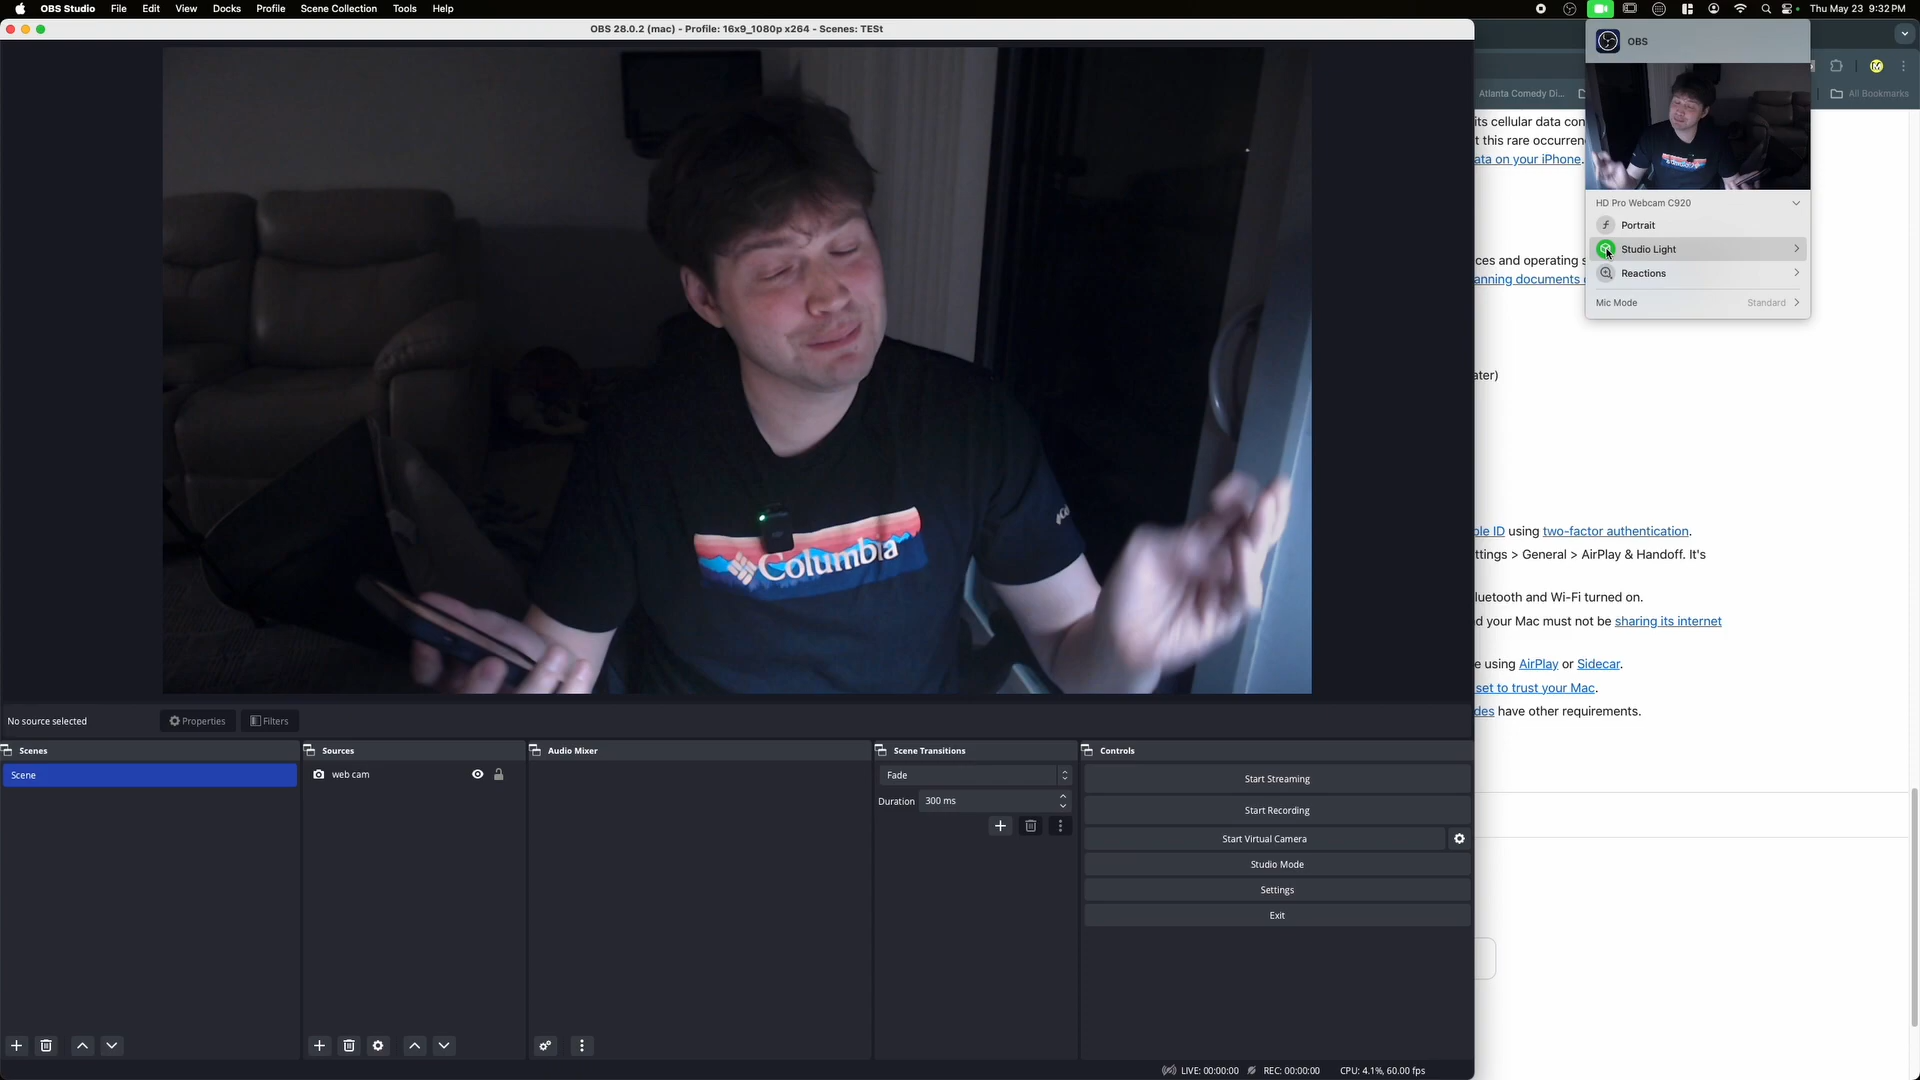 OBS Studio File Edit View Docks Profile Scene Collection Tools Help
Thu May 23 9:32 PM
OBS 28.0.2 (mac) - Profile: 16x9_1080p x264 - Scenes: TESt
OBS
HD Pro Webcam C920
Portrait
Studio Light
Reactions
Mic Mode Standard
Atlanta Comedy Di...
All Bookmarks
its cellular data con
t this rare occurren
ata on your iPhone.
ces and operating s
anning documents
ater)
ple ID using two-factor authentication.
ttings > General > AirPlay & Handoff. It's
luetooth and Wi-Fi turned on.
d your Mac must not be sharing its internet
e using AirPlay or Sidecar.
set to trust your Mac.
des have other requirements.
Columbia
No source selected
Properties
Filters
Scenes
Scene
Sources
web cam
Audio Mixer
Scene Transitions
Fade
Duration 300 ms
Controls
Start Streaming
Start Recording
Start Virtual Camera
Studio Mode
Settings
Exit
LIVE: 00:00:00 REC: 00:00:00 CPU: 4.1%, 60.00 fps